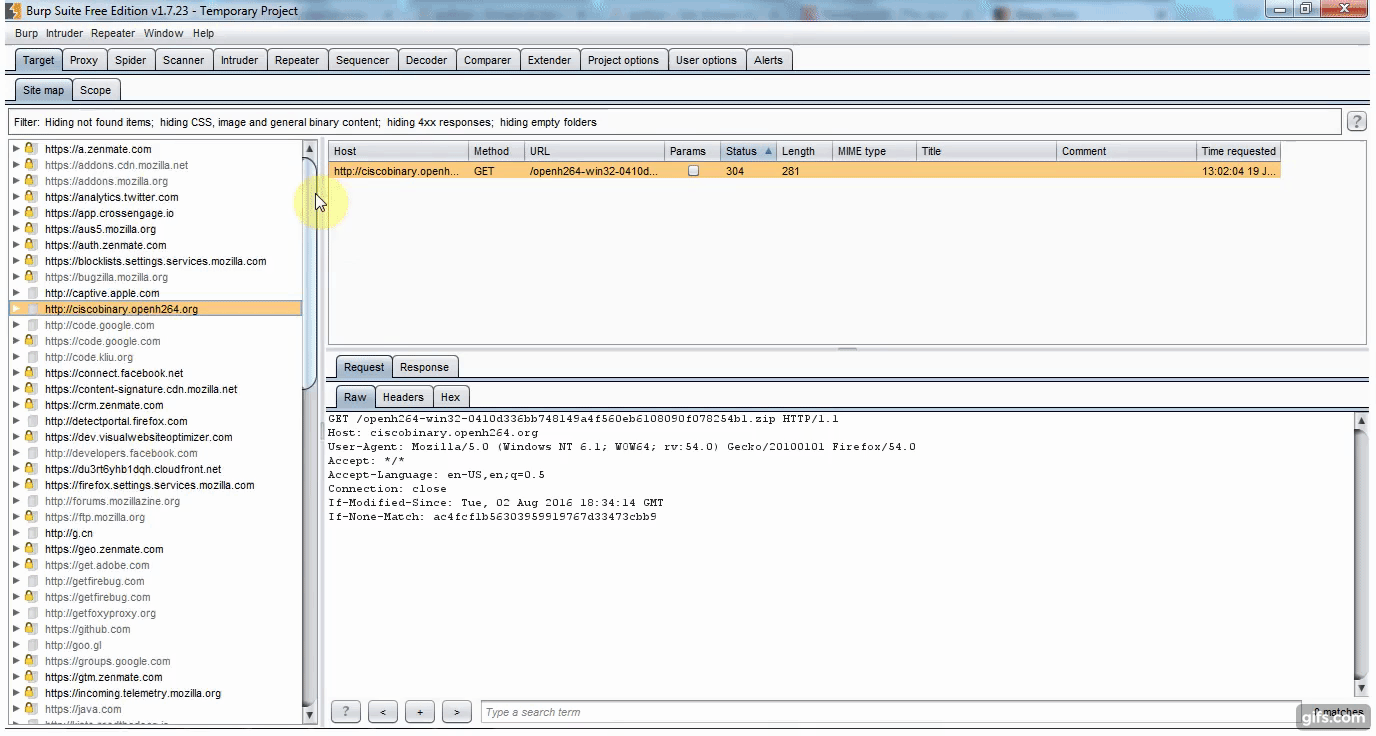 Burp Suite Free Edition v1.7.23 - Temporary Project
Burp Intruder Repeater Window Help
Target Proxy Spider Scanner Intruder Repeater Sequencer Decoder Comparer Extender Project options User options Alerts
Site map Scope
Filter: Hiding not found items; hiding CSS, image and general binary content; hiding 4xx responses; hiding empty folders ?
https://a.zenmate.com
https://addons.cdn.mozilla.net
https://addons.mozilla.org
https://analytics.twitter.com
https://app.crossengage.io
https://aus5.mozilla.org
https://auth.zenmate.com
https://blocklists.settings.services.mozilla.com
https://bugzilla.mozilla.org
http://captive.apple.com
http://ciscobinary.openh264.org
http://code.google.com
https://code.google.com
http://code.kliu.org
https://connect.facebook.net
https://content-signature.cdn.mozilla.net
https://crm.zenmate.com
http://detectportal.firefox.com
https://dev.visualwebsiteoptimizer.com
http://developers.facebook.com
https://du3rt6yhb1dqh.cloudfront.net
https://firefox.settings.services.mozilla.com
http://forums.mozillazine.org
https://ftp.mozilla.org
http://g.cn
https://geo.zenmate.com
https://get.adobe.com
http://getfirebug.com
https://getfirebug.com
http://getfoxyproxy.org
https://github.com
http://goo.gl
https://groups.google.com
https://gtm.zenmate.com
https://incoming.telemetry.mozilla.org
https://java.com
Host Method URL Params Status Length MIME type Title Comment Time requested
http://ciscobinary.openh... GET /openh264-win32-0410d... 304 281 13:02:04 19 J...
Request Response
Raw Headers Hex
GET /openh264-win32-0410d336bb748149a4f560eb6108090f078254b1.zip HTTP/1.1
Host: ciscobinary.openh264.org
User-Agent: Mozilla/5.0 (Windows NT 6.1; WOW64; rv:54.0) Gecko/20100101 Firefox/54.0
Accept: */*
Accept-Language: en-US,en;q=0.5
Connection: close
If-Modified-Since: Tue, 02 Aug 2016 18:34:14 GMT
If-None-Match: ac4fcf1b56303959919767d33473cbb9
? < + > Type a search term matches
gifs.com